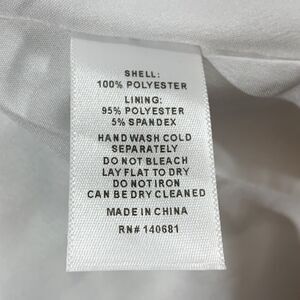 SHELL:
100% POLYESTER
LINING:
95% POLYESTER
5% SPANDEX
HAND WASH COLD
SEPARATELY
DO NOT BLEACH
LAY FLAT TO DRY
DO NOT IRON
CAN BE DRY CLEANED
MADE IN CHINA
RN# 140681